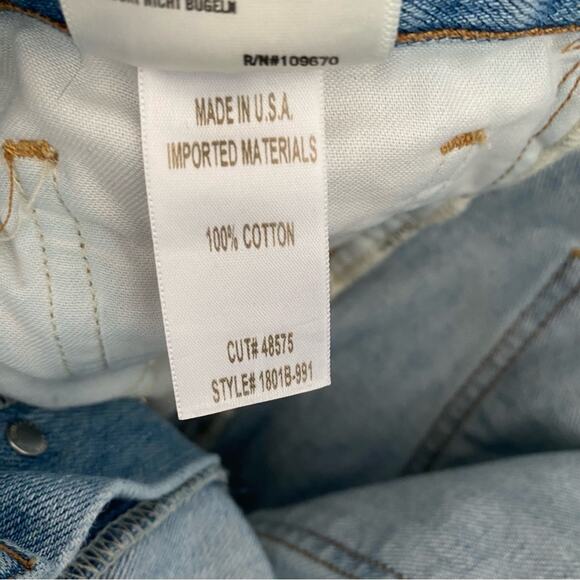 NICHT BÜGELN
R/N#109670
MADE IN U.S.A.
IMPORTED MATERIALS
100% COTTON
CUT# 48575
STYLE# 1801B-991